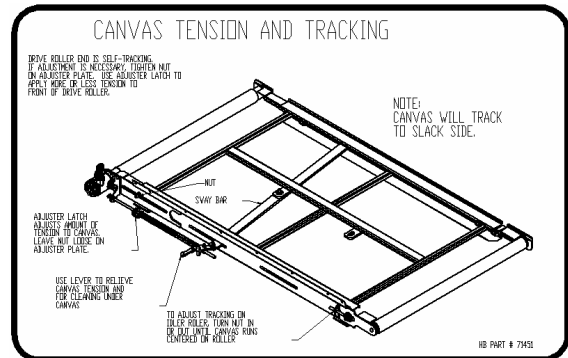 CANVAS TENSION AND TRACKING
DRIVE ROLLER END IS SELF-TRACKING.
IF ADJUSTMENT IS NECESSARY, TIGHTEN NUT
ON ADJUSTER PLATE. USE ADJUSTER LATCH TO
APPLY MORE OR LESS TENSION TO
FRONT OF DRIVE ROLLER.
NOTE:
CANVAS WILL TRACK
TO SLACK SIDE.
NUT
SWAY BAR
ADJUSTER LATCH
ADJUSTS AMOUNT OF
TENSION TO CANVAS.
LEAVE NUT LOOSE ON
ADJUSTER PLATE.
USE LEVER TO RELIEVE
CANVAS TENSION AND
FOR CLEANING UNDER
CANVAS
TO ADJUST TRACKING ON
IDLER ROLER, TURN NUT IN
OR OUT UNTIL CANVAS RUNS
CENTERED ON ROLLER
HB PART # 71451